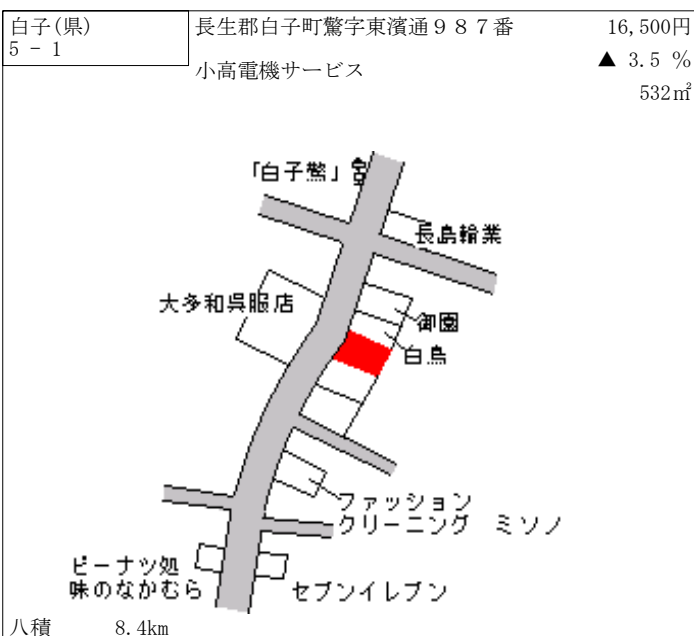 白子(県)
5 - 1
長生郡白子町驚字東濱通９８７番
小高電機サービス
16,500円
▲ 3.5 %
532㎡
「白子驚」
長島輪業
大多和呉服店
御園
白鳥
ファッション
クリーニング ミソノ
ピーナツ処
味のなかむら
セブンイレブン
八積 8.4km